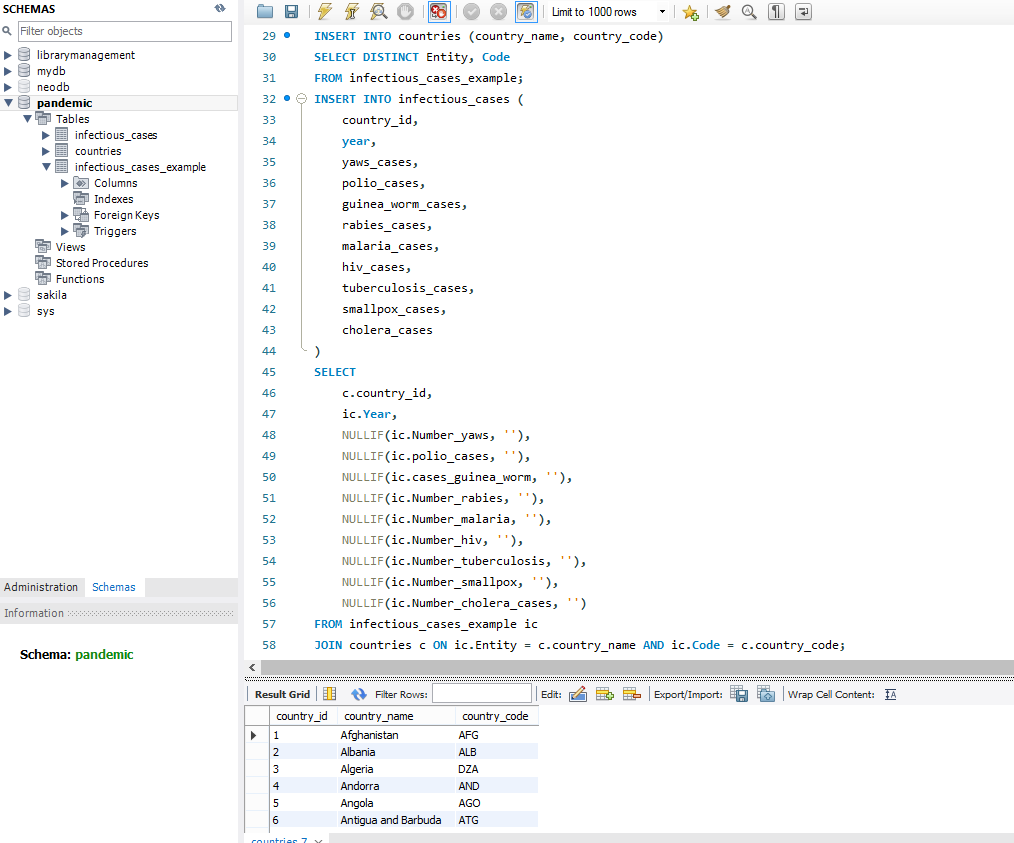 SCHEMAS
Filter objects
librarymanagement
mydb
neodb
pandemic
Tables
infectious_cases
countries
infectious_cases_example
Columns
Indexes
Foreign Keys
Triggers
Views
Stored Procedures
Functions
sakila
sys
Administration Schemas
Information
Schema: pandemic
Limit to 1000 rows
29 INSERT INTO countries (country_name, country_code)
30 SELECT DISTINCT Entity, Code
31 FROM infectious_cases_example;
32 INSERT INTO infectious_cases (
33 country_id,
34 year,
35 yaws_cases,
36 polio_cases,
37 guinea_worm_cases,
38 rabies_cases,
39 malaria_cases,
40 hiv_cases,
41 tuberculosis_cases,
42 smallpox_cases,
43 cholera_cases
44 )
45 SELECT
46 c.country_id,
47 ic.Year,
48 NULLIF(ic.Number_yaws, ''),
49 NULLIF(ic.polio_cases, ''),
50 NULLIF(ic.cases_guinea_worm, ''),
51 NULLIF(ic.Number_rabies, ''),
52 NULLIF(ic.Number_malaria, ''),
53 NULLIF(ic.Number_hiv, ''),
54 NULLIF(ic.Number_tuberculosis, ''),
55 NULLIF(ic.Number_smallpox, ''),
56 NULLIF(ic.Number_cholera_cases, '')
57 FROM infectious_cases_example ic
58 JOIN countries c ON ic.Entity = c.country_name AND ic.Code = c.country_code;
Result Grid Filter Rows: Edit: Export/Import: Wrap Cell Content:
country_id country_name country_code
1 Afghanistan AFG
2 Albania ALB
3 Algeria DZA
4 Andorra AND
5 Angola AGO
6 Antigua and Barbuda ATG
countries 7